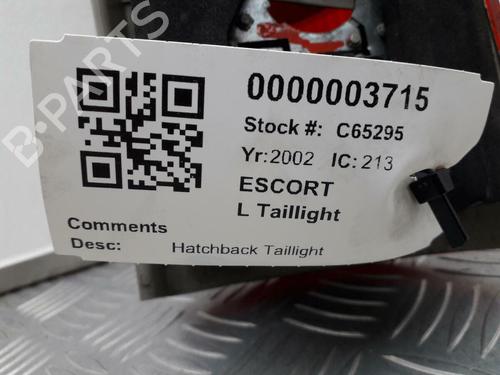 B-PARTS
0000003715
Stock #: C65295
Yr:2002 IC:213
ESCORT
L Taillight
Comments
Desc: Hatchback Taillight